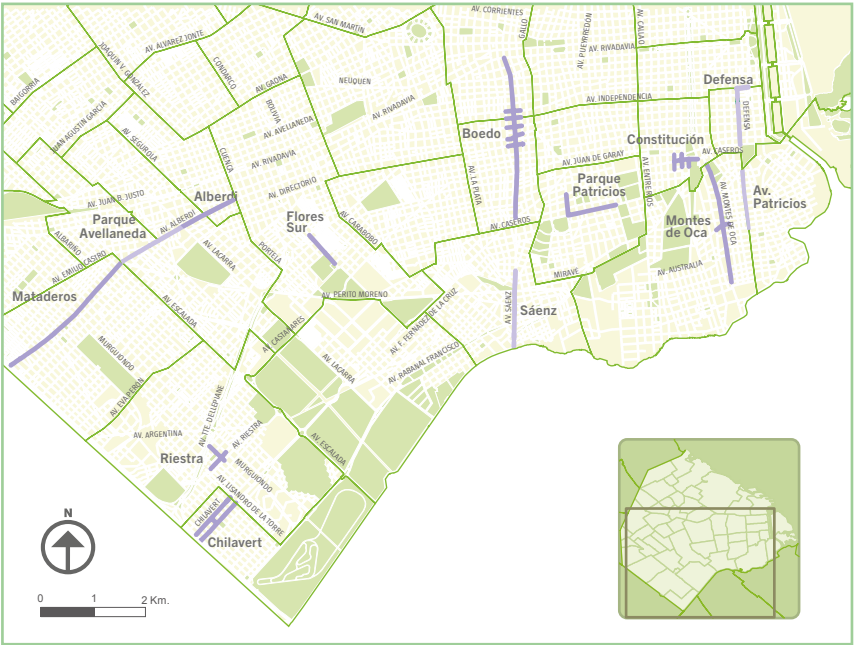 AV. CORRIENTES
AV. SAN MARTIN
GALLO
AV. PUEYRREDÓN
AV. CALLAO
AV. ALVAREZ JONTE
JOAQUIN V. GONZALEZ
CONDARCO
AV. RIVADAVIA
AV. GAONA
NEUQUEN
Defensa
BAIGORRIA
AV. INDEPENDENCIA
BOLIVIA
AV. RIVADAVIA
JUAN AGUSTIN GARCIA
DEFENSA
AV. AVELLANEDA
Boedo
AV. SEGUROLA
Constitución
AV. CASEROS
CUENZA
AV. RIVADAVIA
AV. JUAN DE GARAY
AV. LA PLATA
AV. ENTRE RIOS
Parque
Patricios
AV. DIRECTORIO
AV. JUAN B. JUSTO
Alberdi
Av.
Patricios
AV. MONTES DE OCA
Parque
Avellaneda
AV. ALBERDI
Flores
Sur
AV. CARABOBO
AV. CASEROS
Montes
de Oca
ALBARIÑO
AV. LACARRA
PORTELA
AV. EMILIO CASTRO
AV. AUSTRALIA
MIRAVE
Mataderos
AV. PERITO MORENO
AV. ESCALADA
AV. SAENZ
Sáenz
AV. CASTAÑARES
AV. F. FERNADEZ DE LA CRUZ
MURGUIONDO
AV. LACARRA
AV. RABANAL FRANCISCO
AV. EVA PERON
AV. TTE. DELLEPIANE
AV. ARGENTINA
AV. RIESTRA
AV. ESCALADA
Riestra
MURGUIONDO
AV. LISANDRO DE LA TORRE
CHILAVERT
Chilavert
N
0 1 2 Km.